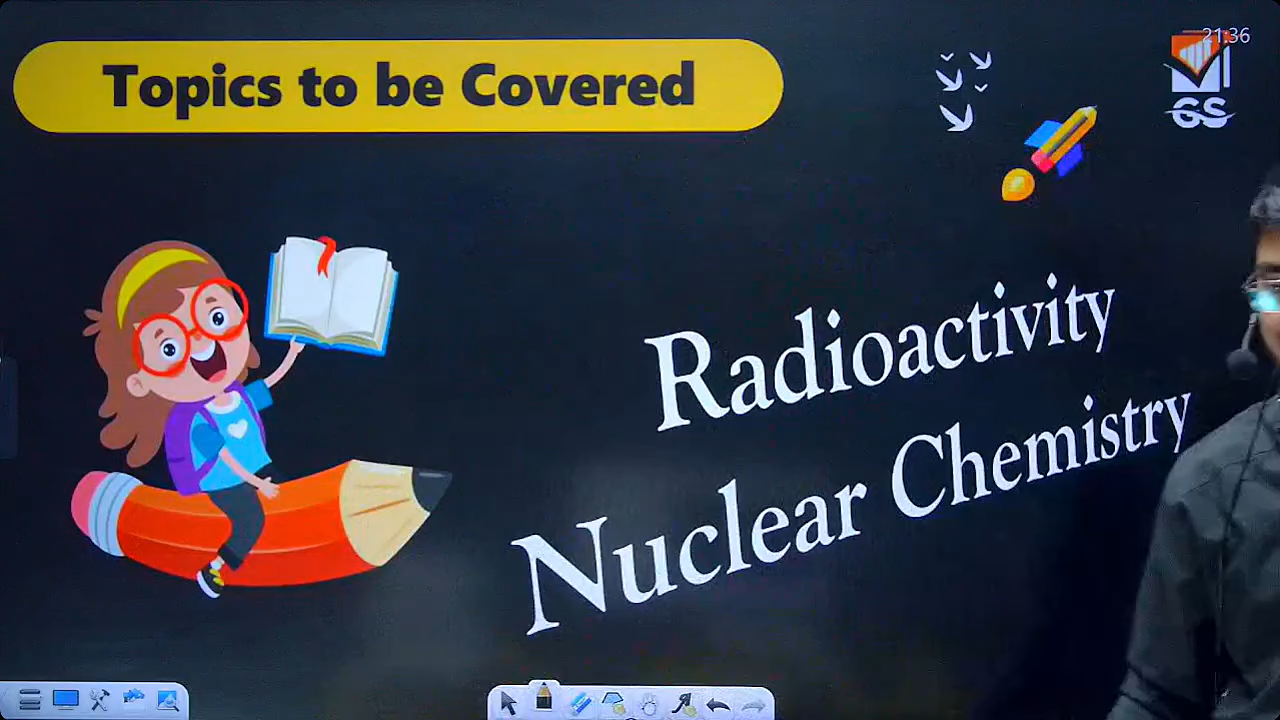 Topics to be Covered
21:36
GS
Radioactivity
Nuclear Chemistry